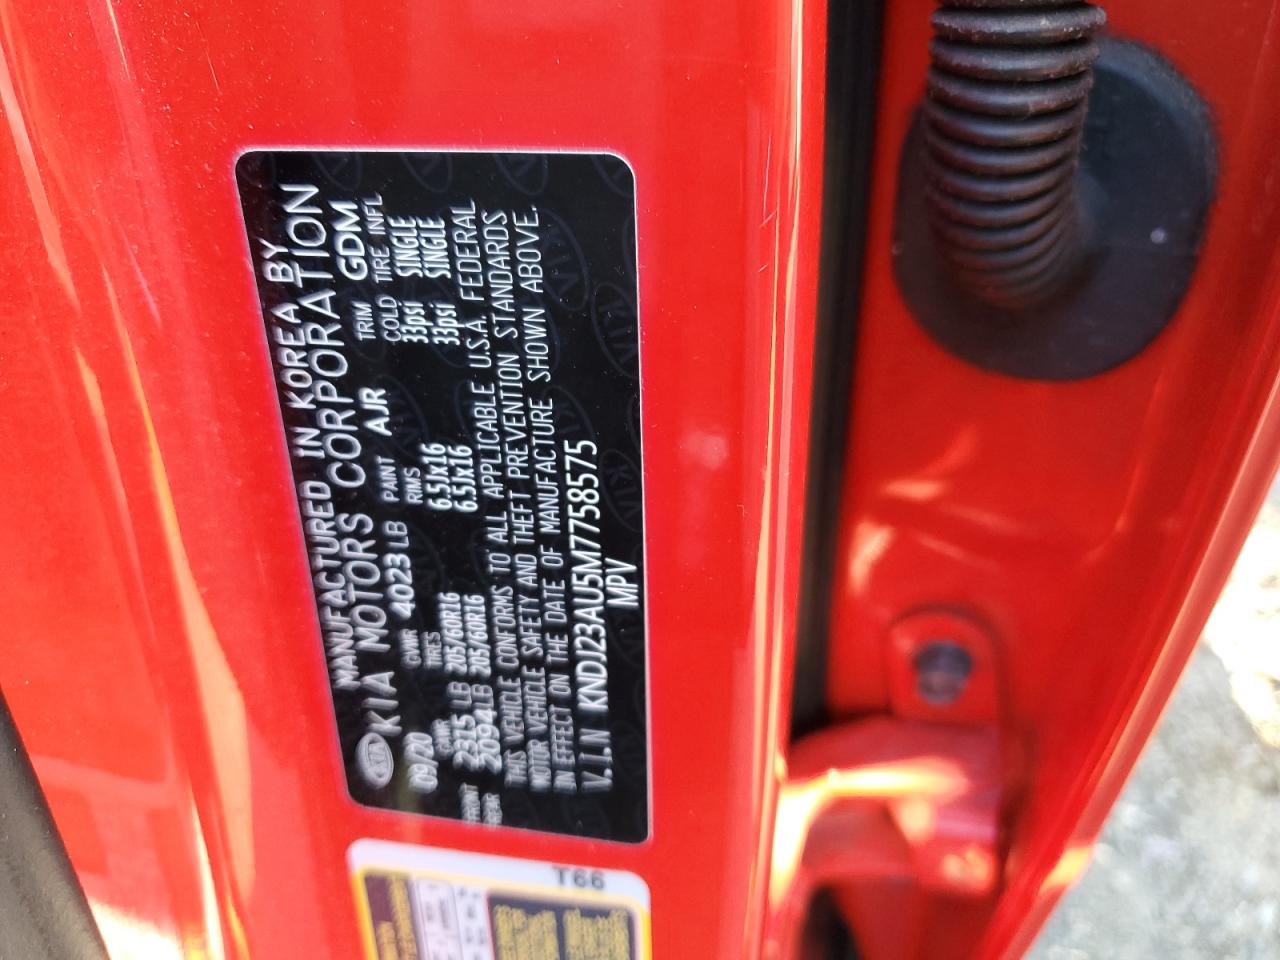 MANUFACTURED IN KOREA BY
KIA KIA MOTORS CORPORATION
09/20 GVWR 4023 LB PAINT AJR TRIM GDM
GAWR TIRES RIMS COLD TIRE INFL
FRONT 2315 LB 205/60R16 6.5Jx16 33psi SINGLE
REAR 2094 LB 205/60R16 6.5Jx16 33psi SINGLE
THIS VEHICLE CONFORMS TO ALL APPLICABLE U.S.A. FEDERAL
MOTOR VEHICLE SAFETY AND THEFT PREVENTION STANDARDS
IN EFFECT ON THE DATE OF MANUFACTURE SHOWN ABOVE.
V.I.N KNDJ23AU5M7758575
MPV
T66